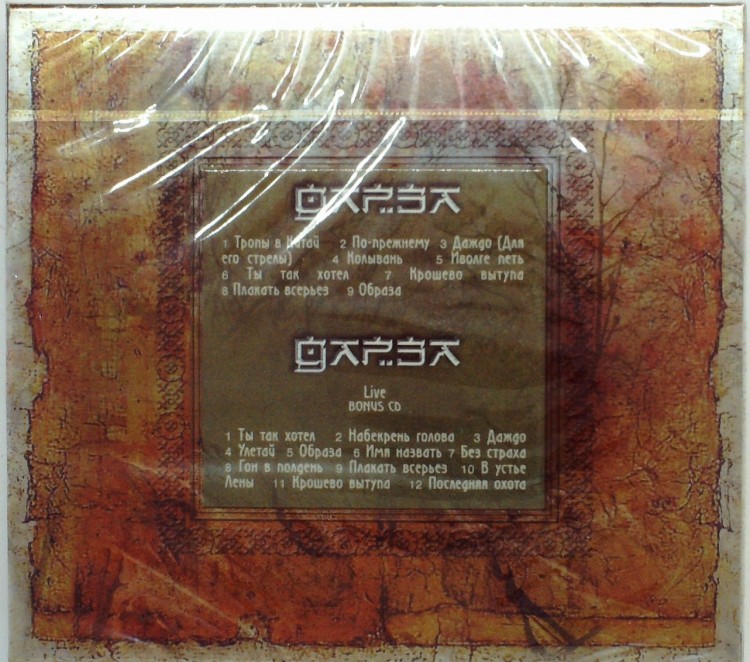 ДАРЗА
1 Тропы в Китай 2 По-прежнему 3 Даждо (Для
его стрелы) 4 Колывань 5 Иволге петь
6 Ты так хотел 7 Крошево вытупа
8 Плакать всерьез 9 Образа
ДАРЗА
Live
BONUS CD
1 Ты так хотел 2 Набекрень голова 3 Даждо
4 Улетай 5 Образа 6 Имя назвать 7 Без страха
8 Гон в полдень 9 Плакать всерьез 10 В устье
Лены 11 Крошево вытупа 12 Последняя охота